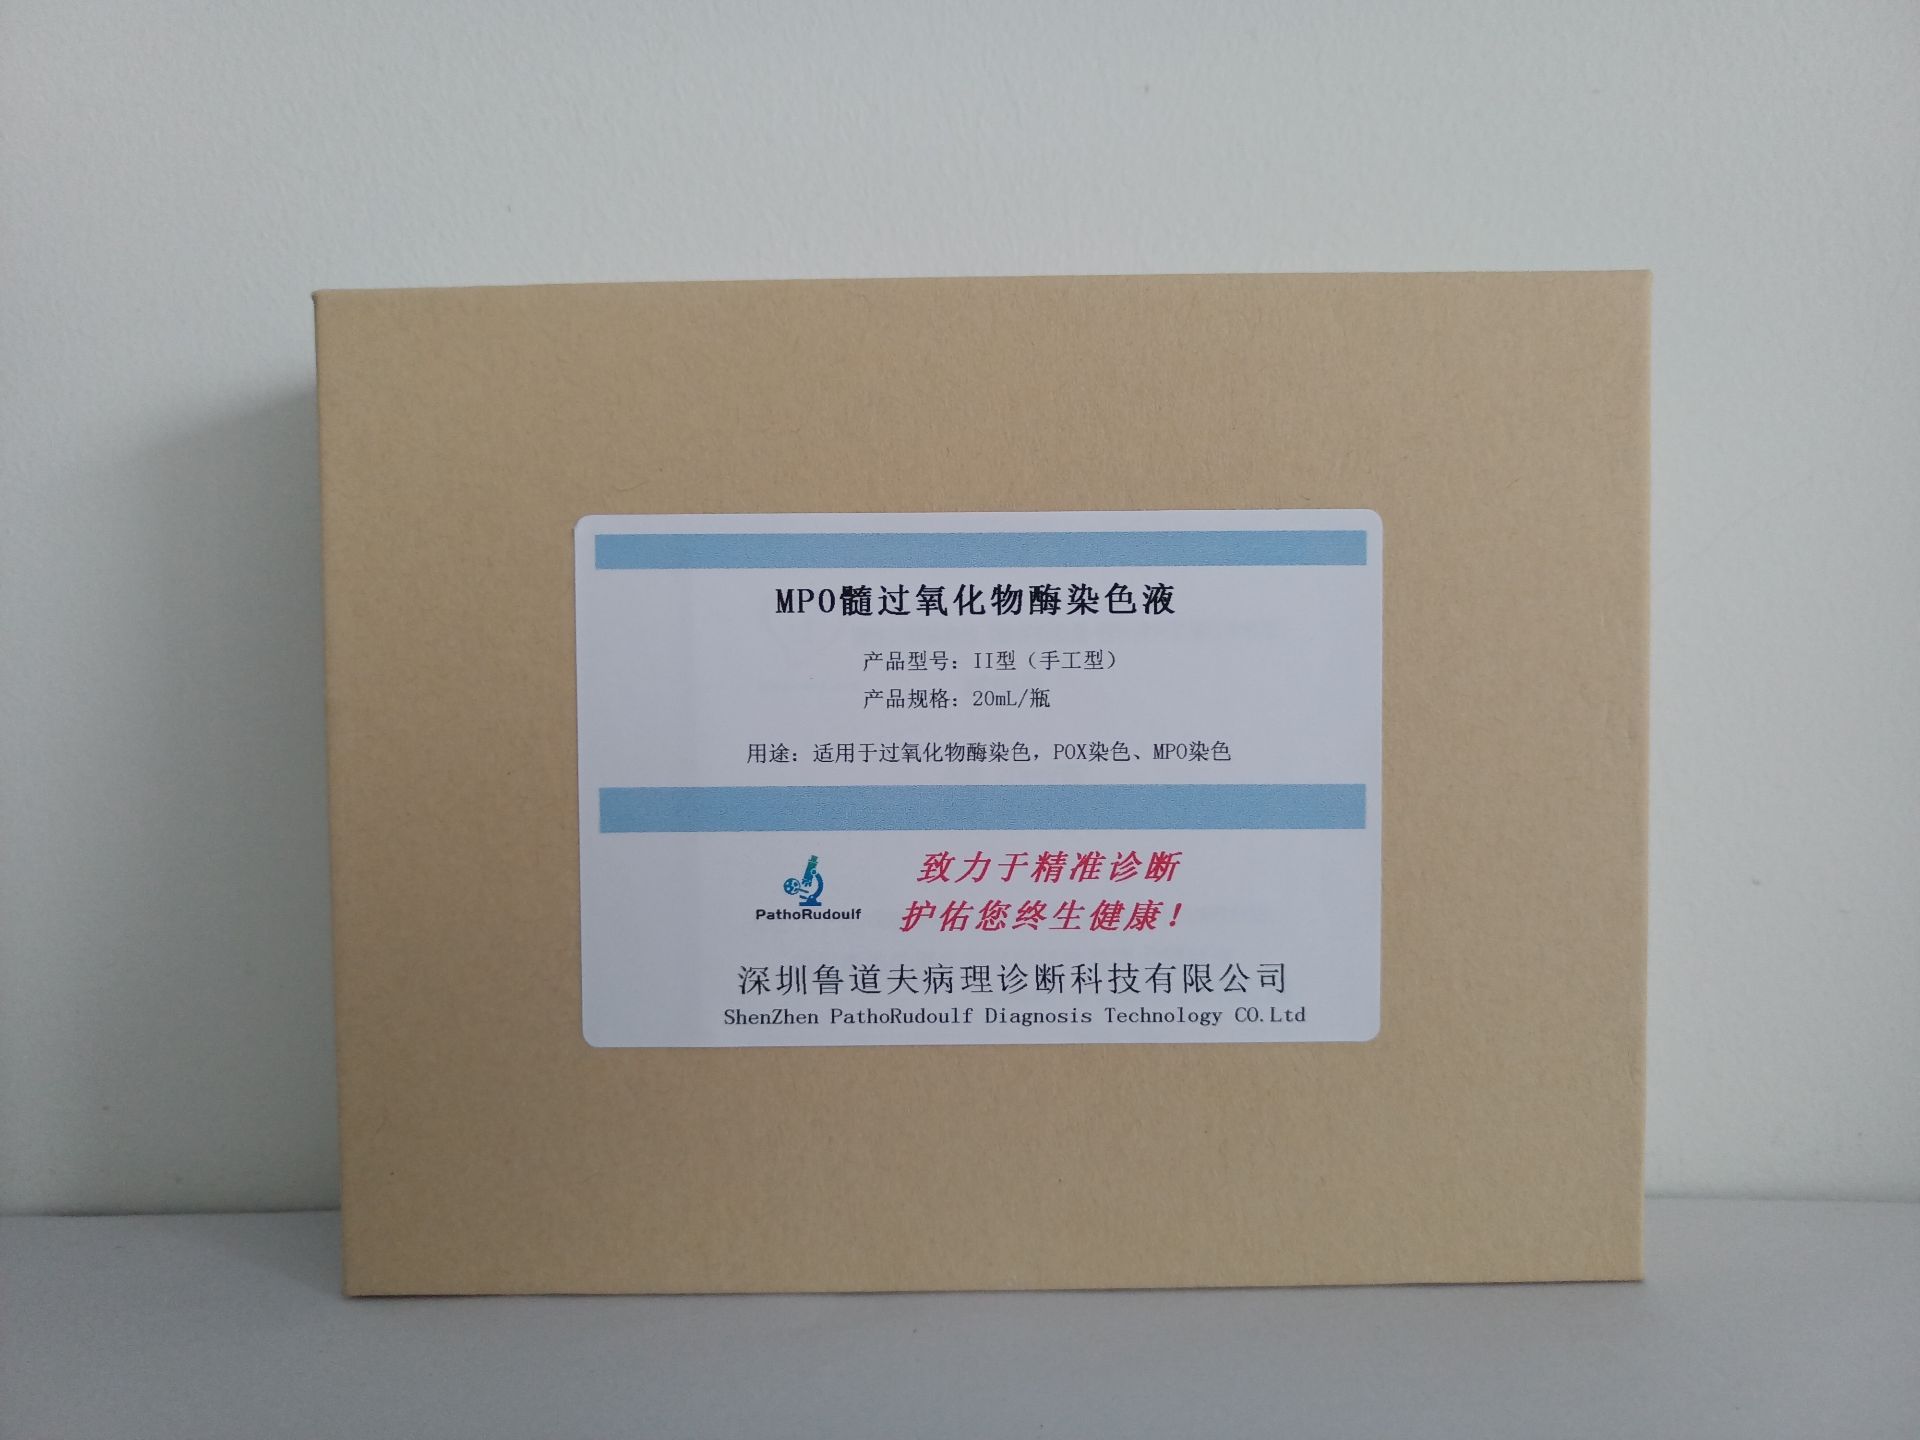 MPO髓过氧化物酶染色液
产品型号：II型（手工型）
产品规格：20mL/瓶
用途：适用于过氧化物酶染色，POX染色、MPO染色
致力于精准诊断
护佑您终生健康！
PathoRudoulf
深圳鲁道夫病理诊断科技有限公司
ShenZhen PathoRudoulf Diagnosis Technology CO.Ltd